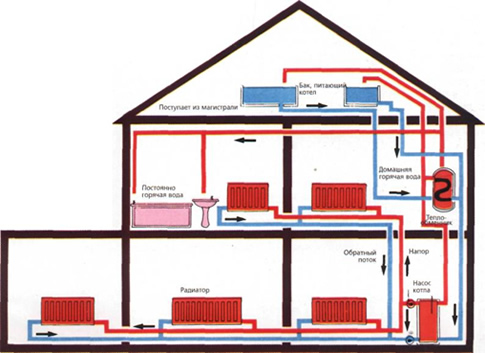 Бак, питающий
котел
Поступает из магистрали
Домашняя
горячая вода
Постоянно
горячая вода
Тепло-
обменник
Обратный
поток
Напор
Насос
котла
Радиатор